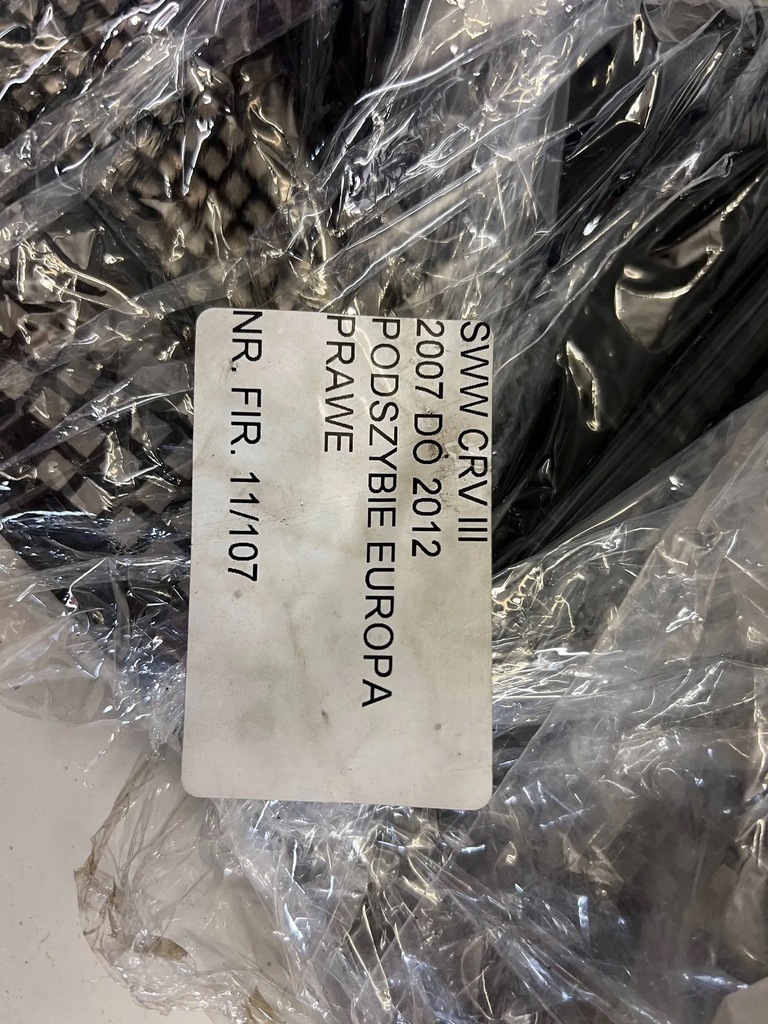 SWW CRV III
2007 DO 2012
PODSZYBIE EUROPA
PRAWE
NR. FIR. 11/107